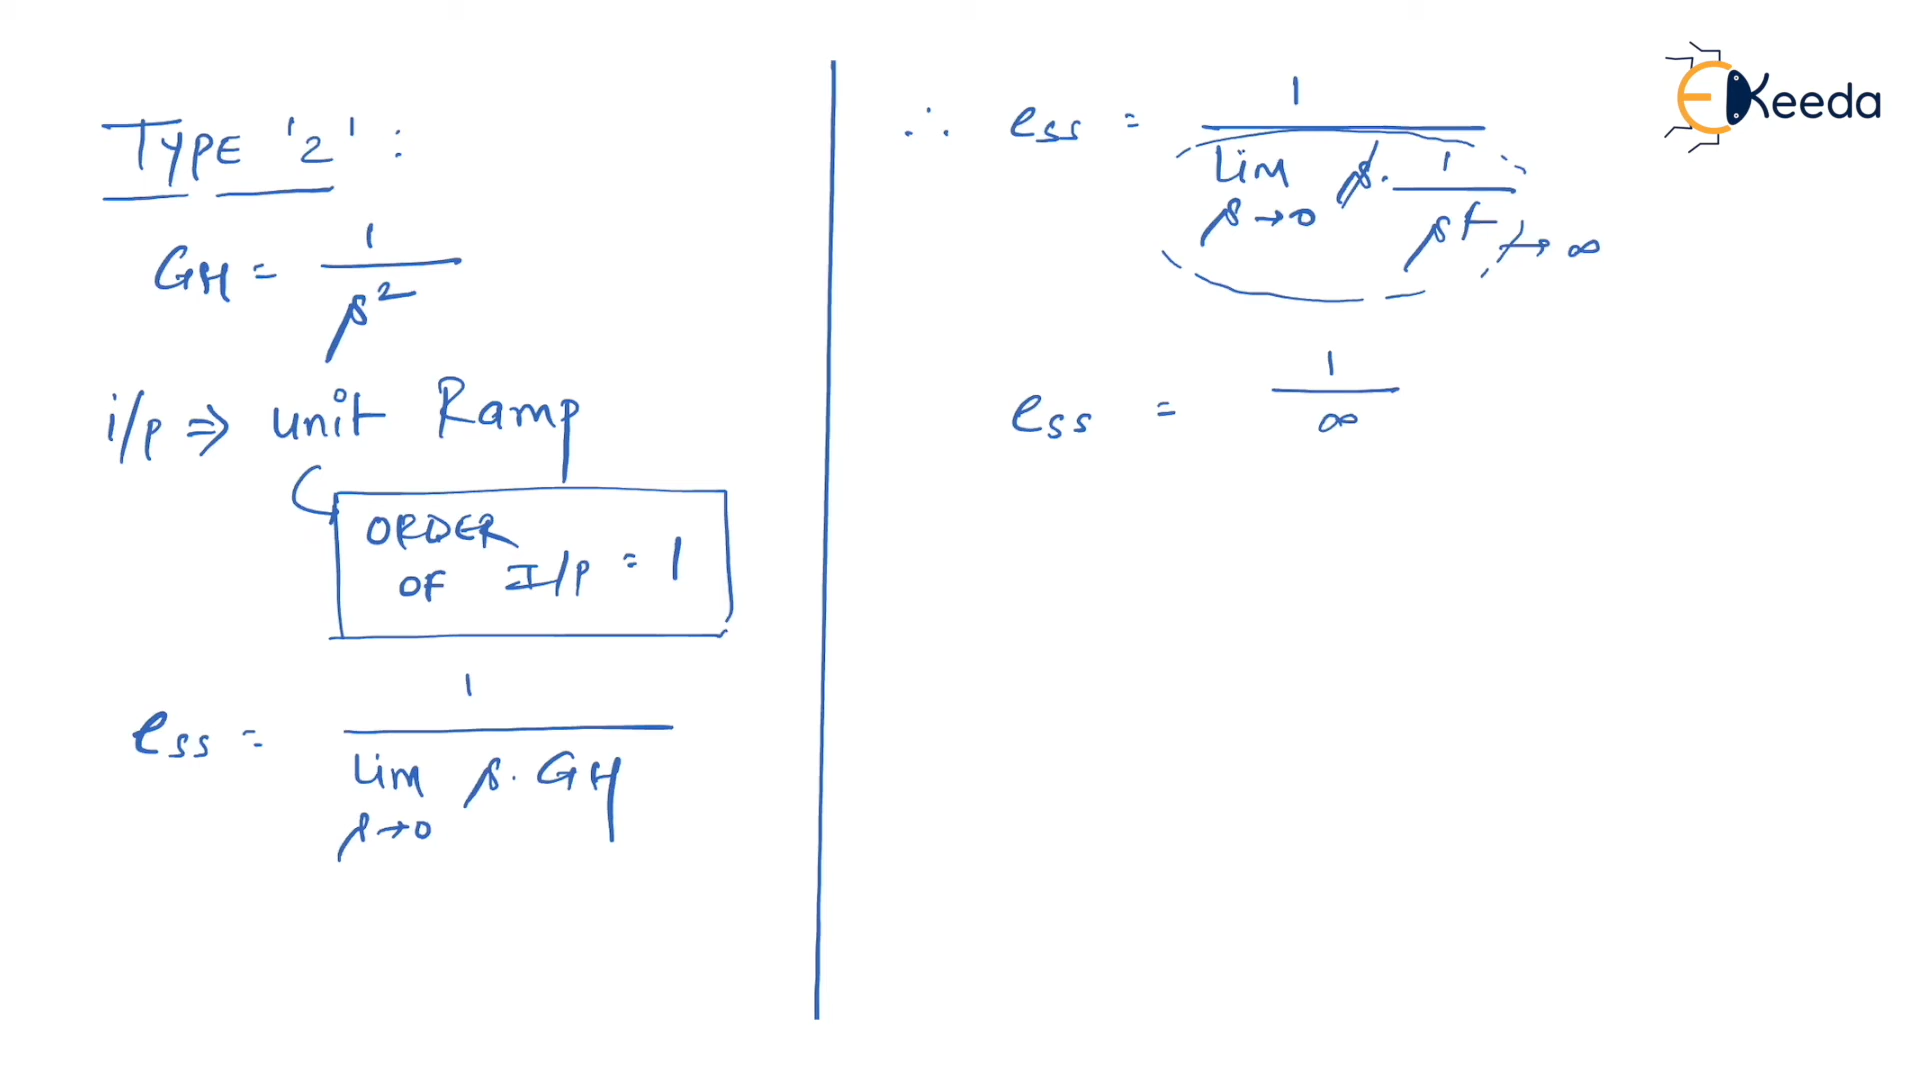 TYPE '2' :
GH = 1 / s²
i/p ⇒ unit Ramp
ORDER
OF I/p = 1
ess = 1 / (Lim s→0 s. GH)
∴ ess = 1 / (Lim s→0 s. 1 / s²) → ∞
ess = 1 / ∞
EKeeda